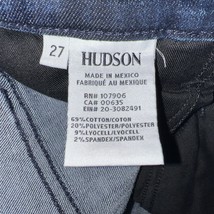 27
HUDSON
MADE IN MEXICO
FABRIQUÉ AU MEXIQUE
RN# 107906
CA# 00635
EIN# 20-3082491
69%COTTON/COTON
20%POLYESTER/POLYESTER
9%LYOCELL/LYOCELL
2%SPANDEX/SPANDEX